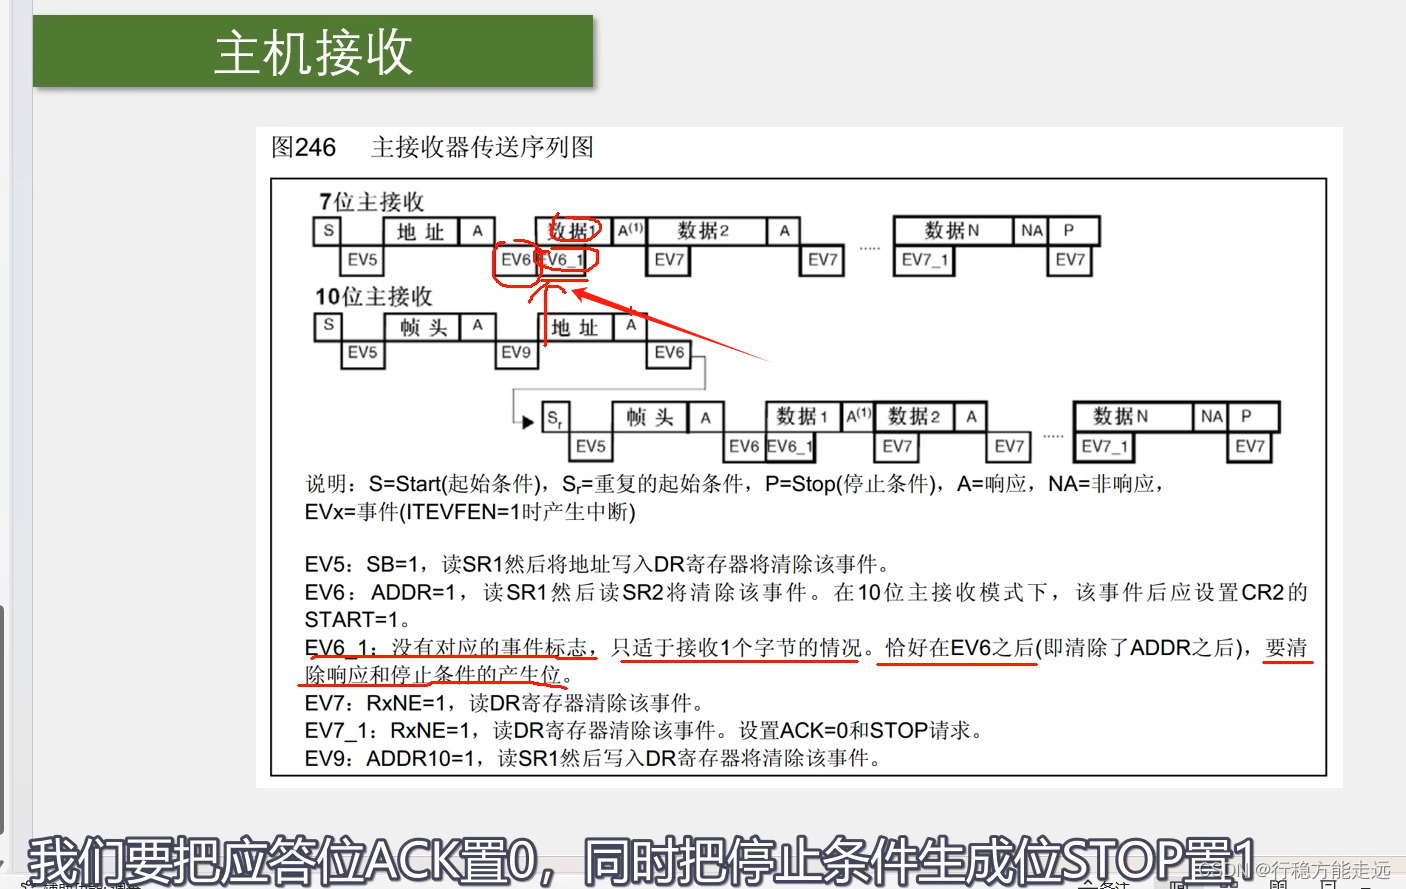 主机接收
图246 主接收器传送序列图
7位主接收
S 地址 A 数据1 A(1) 数据2 A 数据N NA P
EV5 EV6 EV6_1 EV7 EV7 ..... EV7_1 EV7
10位主接收
S 帧头 A 地址 A
EV5 EV9 EV6
Sr 帧头 A 数据1 A(1) 数据2 A 数据N NA P
EV5 EV6 EV6_1 EV7 EV7 ..... EV7_1 EV7
说明：S=Start(起始条件)，Sr=重复的起始条件，P=Stop(停止条件)，A=响应，NA=非响应，
EVx=事件(ITEVFEN=1时产生中断)
EV5：SB=1，读SR1然后将地址写入DR寄存器将清除该事件。
EV6：ADDR=1，读SR1然后读SR2将清除该事件。在10位主接收模式下，该事件后应设置CR2的
START=1。
EV6_1：没有对应的事件标志，只适于接收1个字节的情况。恰好在EV6之后(即清除了ADDR之后)，要清
除响应和停止条件的产生位。
EV7：RxNE=1，读DR寄存器清除该事件。
EV7_1：RxNE=1，读DR寄存器清除该事件。设置ACK=0和STOP请求。
EV9：ADDR10=1，读SR1然后写入DR寄存器将清除该事件。
我们要把应答位ACK置0，同时把停止条件生成位STOP置1
CSDN @行稳方能走远